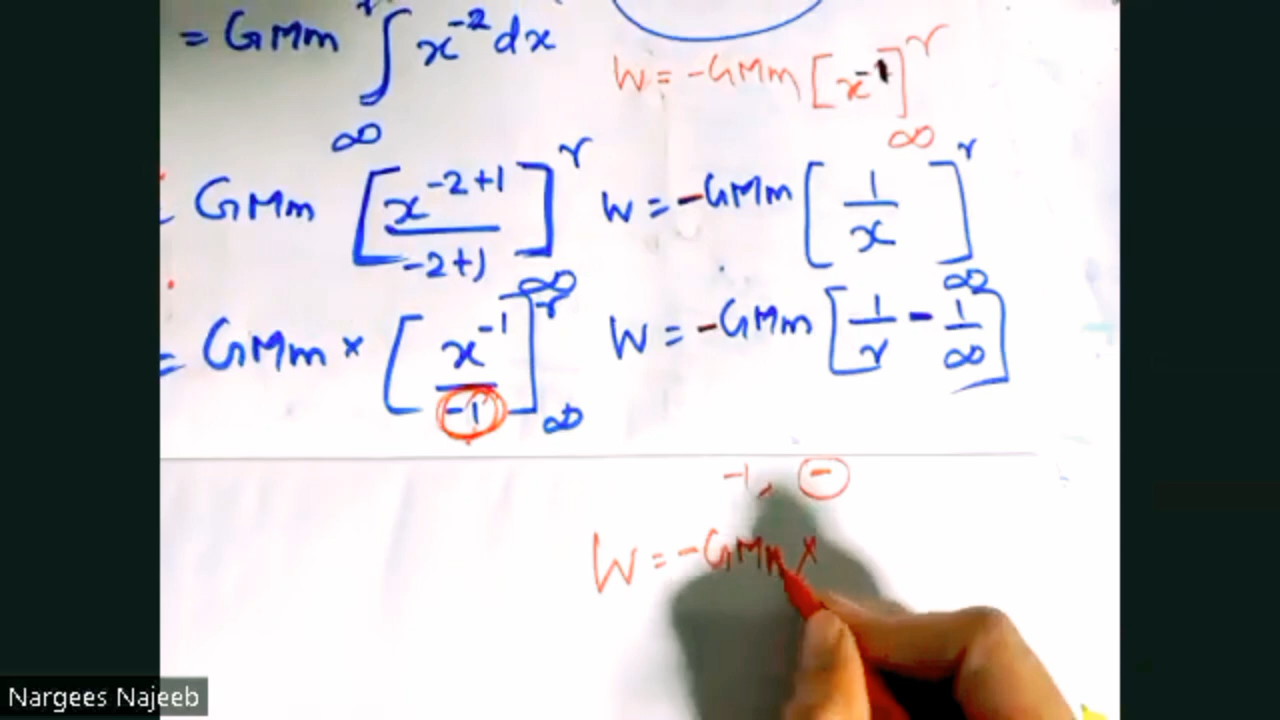 = GMm ∫ x⁻² dx
∞
= GMm [x⁻²⁺¹ / -2+1]ʳ
∞
= GMm × [x⁻¹ / -1]ʳ
∞
W = -GMm [x⁻¹]ʳ
∞
W = -GMm [1/x]ʳ
∞
W = -GMm [1/r - 1/∞]
-1, -
W = -GMm ×
Nargees Najeeb